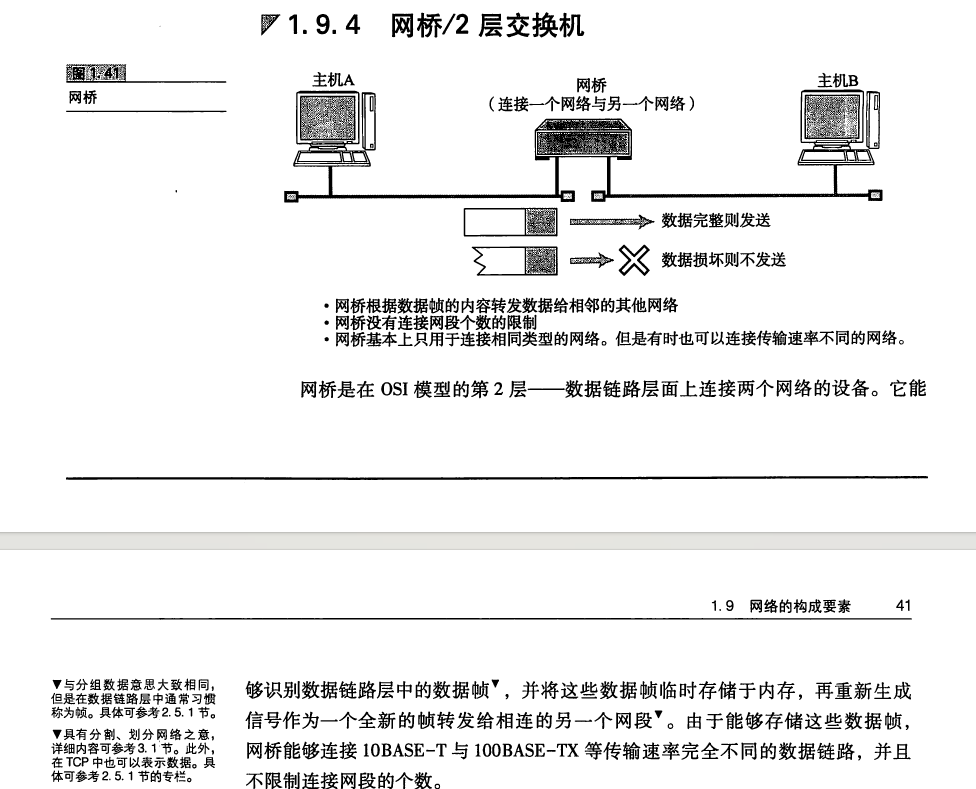 1.9.4 网桥/2 层交换机
图1.41
网桥
主机A
网桥
（连接一个网络与另一个网络）
主机B
数据完整则发送
数据损坏则不发送
・网桥根据数据帧的内容转发数据给相邻的其他网络
・网桥没有连接网段个数的限制
・网桥基本上只用于连接相同类型的网络。但是有时也可以连接传输速率不同的网络。
网桥是在 OSI 模型的第 2 层——数据链路层面上连接两个网络的设备。它能
1.9 网络的构成要素 41
▼与分组数据意思大致相同，
但是在数据链路层中通常习惯
称为帧。具体可参考2.5.1节。
▼具有分割、划分网络之意，
详细内容可参考3.1节。此外，
在TCP中也可以表示数据。具
体可参考2.5.1节的专栏。
够识别数据链路层中的数据帧▼，并将这些数据帧临时存储于内存，再重新生成
信号作为一个全新的帧转发给相连的另一个网段▼。由于能够存储这些数据帧，
网桥能够连接 10BASE-T 与 100BASE-TX 等传输速率完全不同的数据链路，并且
不限制连接网段的个数。